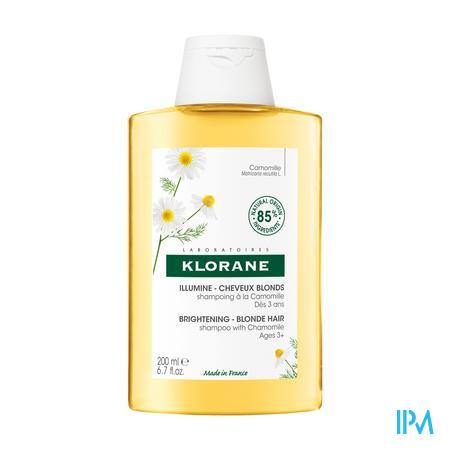 Camomille
Matricaria recutita L.
NATURAL ORIGIN
85%
INGREDIENTS
LABORATOIRES
KLORANE
ILLUMINE - CHEVEUX BLONDS
shampoing à la Camomille
Dès 3 ans
BRIGHTENING - BLONDE HAIR
shampoo with Chamomile
Ages 3+
200 ml ℮
6.7 fl.oz.
Made in France
IPM